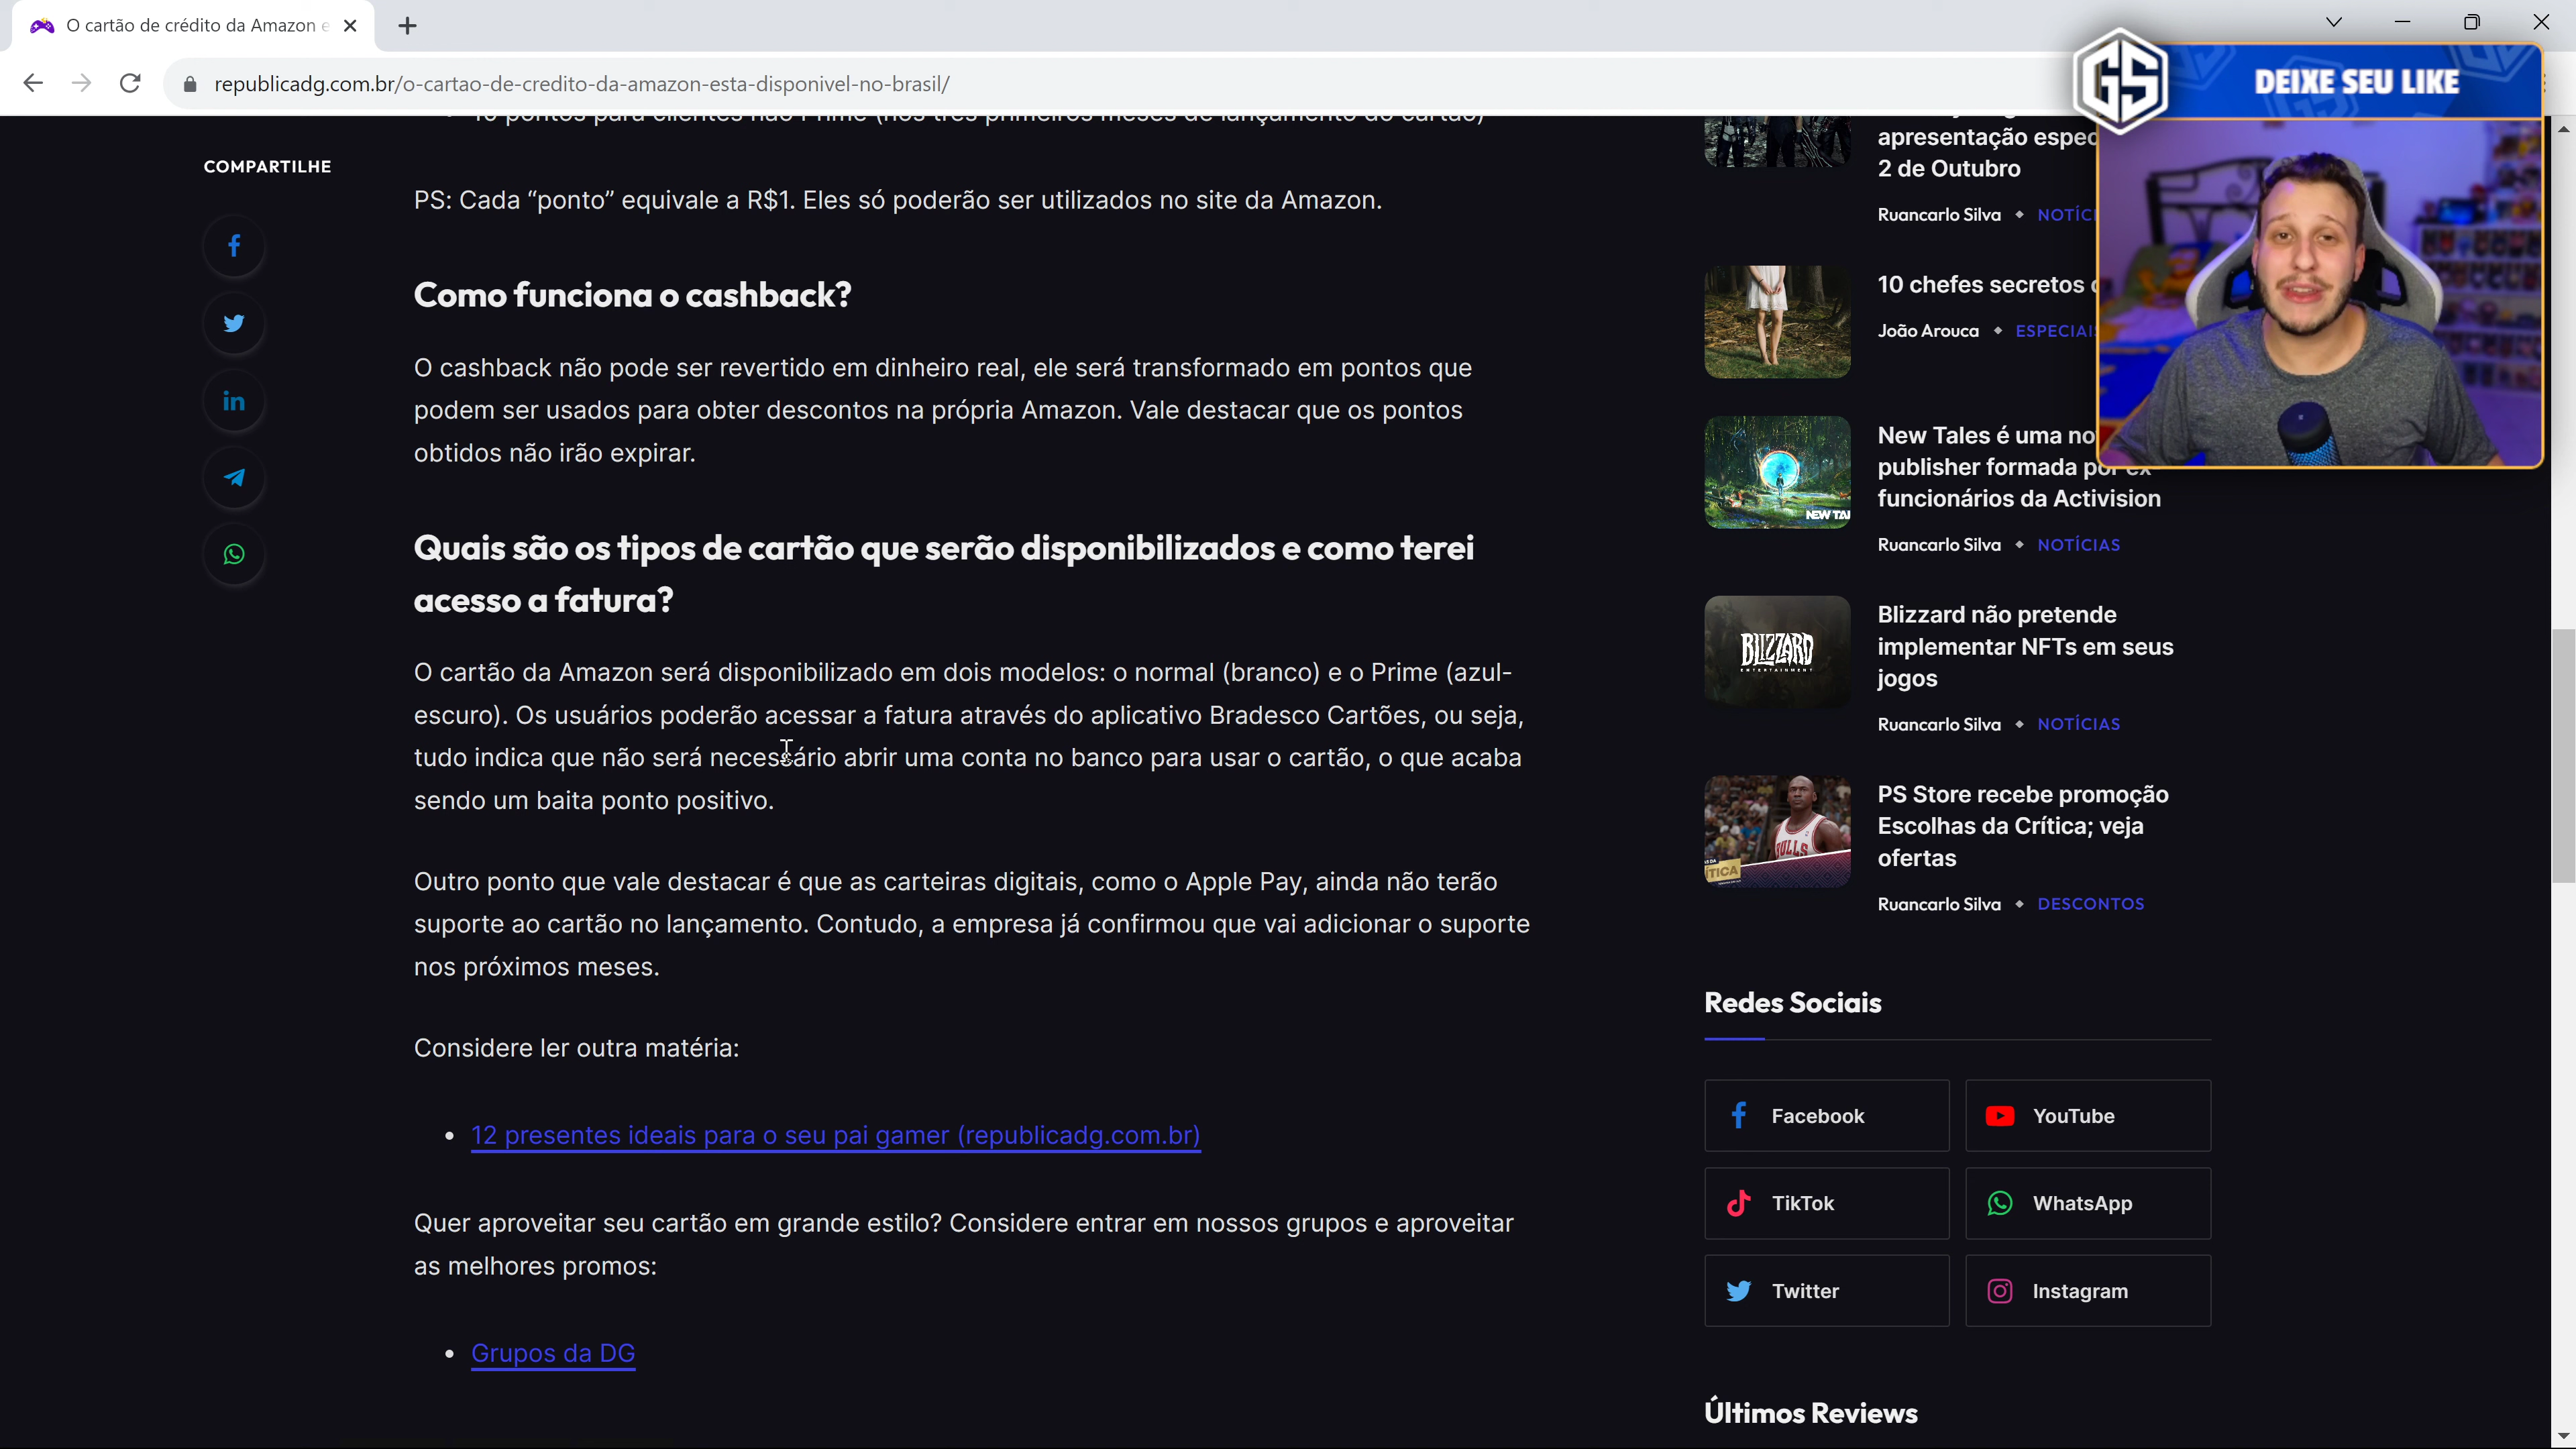 O cartão de crédito da Amazon e
republicadg.com.br/o-cartao-de-credito-da-amazon-esta-disponivel-no-brasil/
GS
DEIXE SEU LIKE
10 pontos para clientes não Prime (nos três primeiros meses de lançamento do cartão)
COMPARTILHE
PS: Cada “ponto” equivale a R$1. Eles só poderão ser utilizados no site da Amazon.
Como funciona o cashback?
O cashback não pode ser revertido em dinheiro real, ele será transformado em pontos que
podem ser usados para obter descontos na própria Amazon. Vale destacar que os pontos
obtidos não irão expirar.
Quais são os tipos de cartão que serão disponibilizados e como terei
acesso a fatura?
O cartão da Amazon será disponibilizado em dois modelos: o normal (branco) e o Prime (azul-
escuro). Os usuários poderão acessar a fatura através do aplicativo Bradesco Cartões, ou seja,
tudo indica que não será necessário abrir uma conta no banco para usar o cartão, o que acaba
sendo um baita ponto positivo.
Outro ponto que vale destacar é que as carteiras digitais, como o Apple Pay, ainda não terão
suporte ao cartão no lançamento. Contudo, a empresa já confirmou que vai adicionar o suporte
nos próximos meses.
Considere ler outra matéria:
12 presentes ideais para o seu pai gamer (republicadg.com.br)
Quer aproveitar seu cartão em grande estilo? Considere entrar em nossos grupos e aproveitar
as melhores promos:
Grupos da DG
apresentação espec
2 de Outubro
Ruancarlo Silva ◆ NOTÍCI
10 chefes secretos
João Arouca ◆ ESPECIAIS
New Tales é uma no
publisher formada por ex-
funcionários da Activision
Ruancarlo Silva ◆ NOTÍCIAS
NEW TAL
Blizzard não pretende
implementar NFTs em seus
jogos
Ruancarlo Silva ◆ NOTÍCIAS
BLIZZARD
ENTERTAINMENT
PS Store recebe promoção
Escolhas da Crítica; veja
ofertas
Ruancarlo Silva ◆ DESCONTOS
BULLS
ÍTICA
Redes Sociais
Facebook
YouTube
TikTok
WhatsApp
Twitter
Instagram
Últimos Reviews